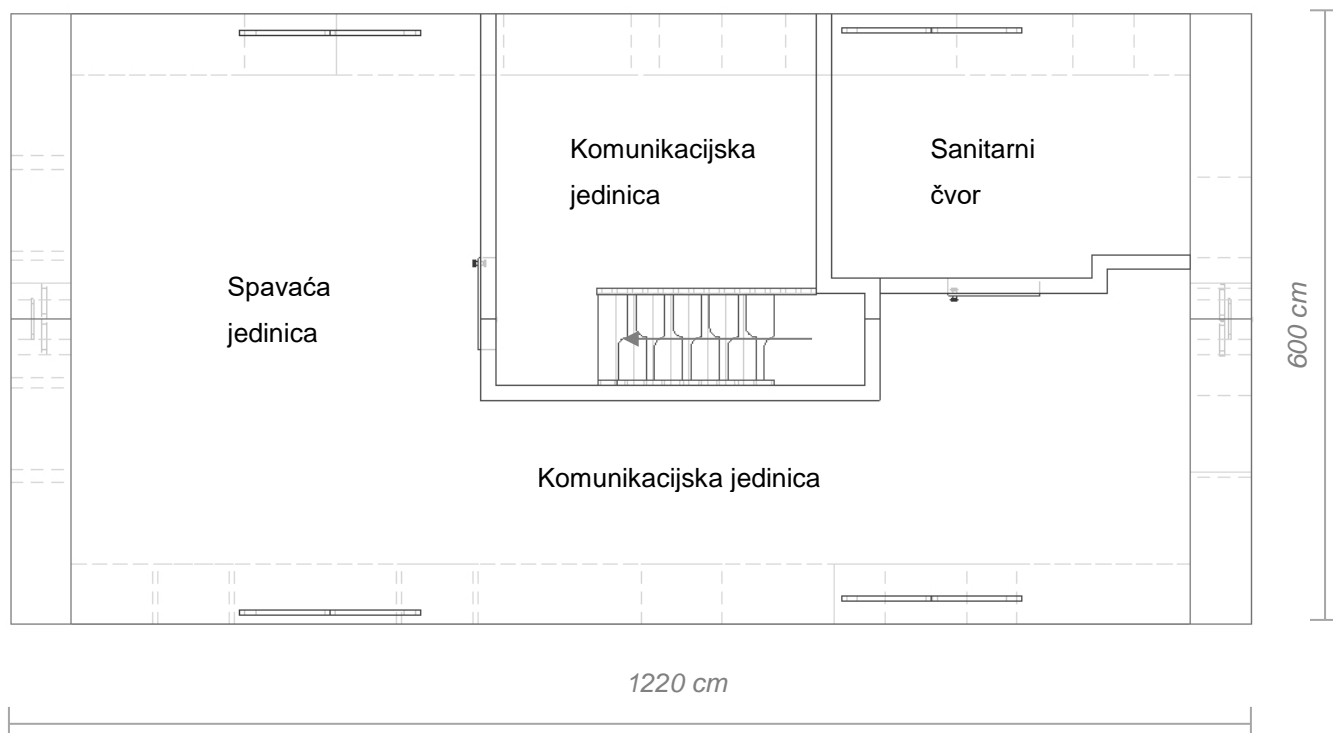 Komunikacijska
jedinica
Sanitarni
čvor
Spavaća
jedinica
Komunikacijska jedinica
600 cm
1220 cm